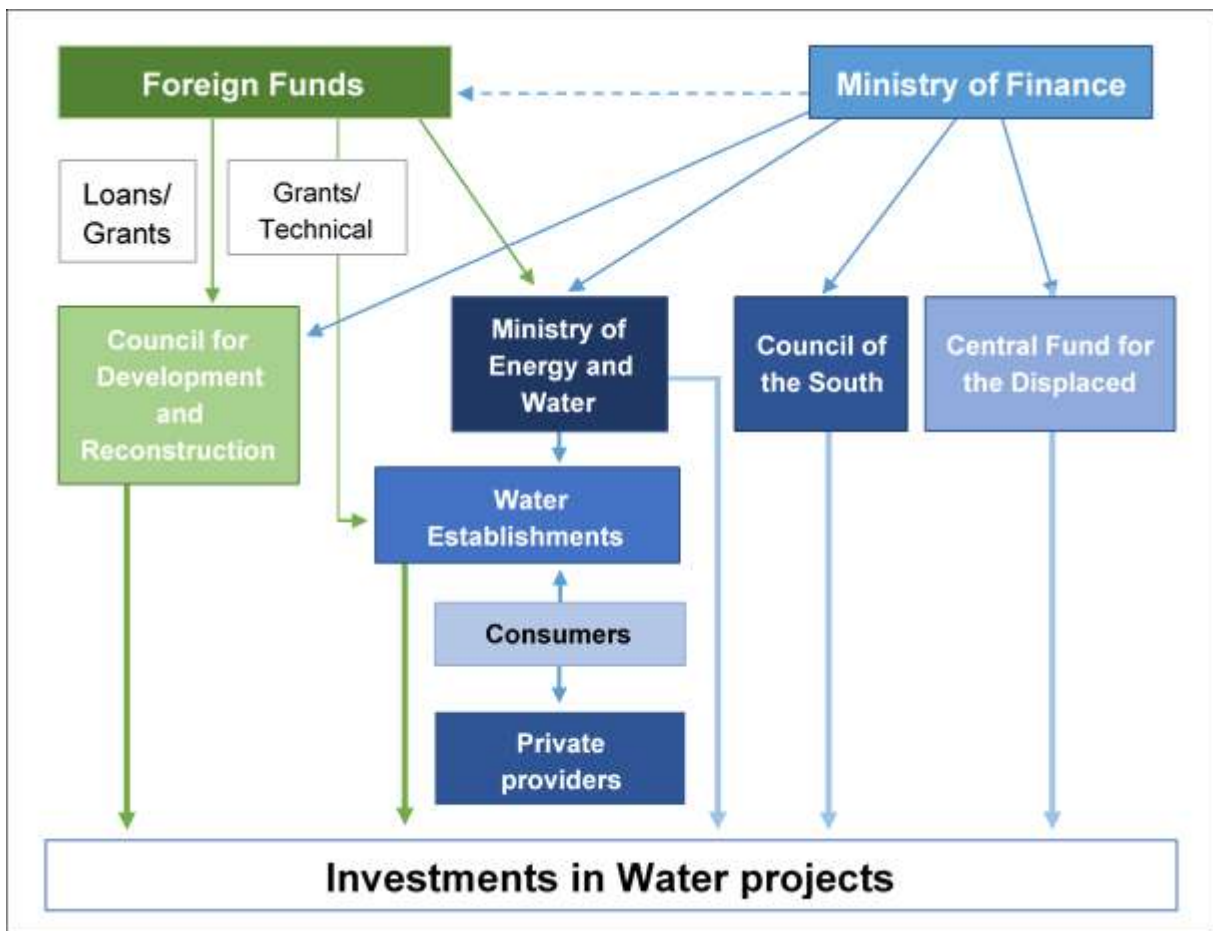 Foreign Funds
Ministry of Finance
Loans/
Grants
Grants/
Technical
Council for
Development
and
Reconstruction
Ministry of
Energy and
Water
Council of
the South
Central Fund for
the Displaced
Water
Establishments
Consumers
Private
providers
Investments in Water projects